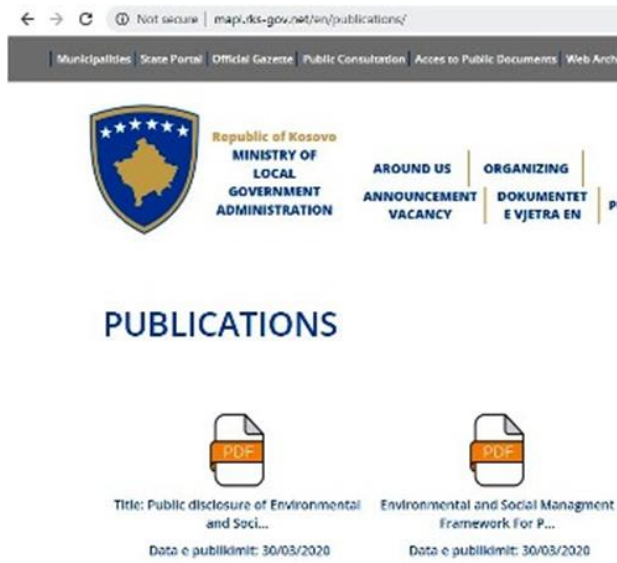 Not secure | mapl.rks-gov.net/en/publications/
Municipalities | State Portal | Official Gazette | Public Consultation | Acces to Public Documents | Web Arch
Republic of Kosovo
MINISTRY OF
LOCAL
GOVERNMENT
ADMINISTRATION
AROUND US
ORGANIZING
ANNOUNCEMENT
VACANCY
DOKUMENTET
E VJETRA EN
P
PUBLICATIONS
PDF
Title: Public disclosure of Environmental
and Soci...
Data e publikimit: 30/03/2020
PDF
Environmental and Social Managment
Framework For P...
Data e publikimit: 30/03/2020